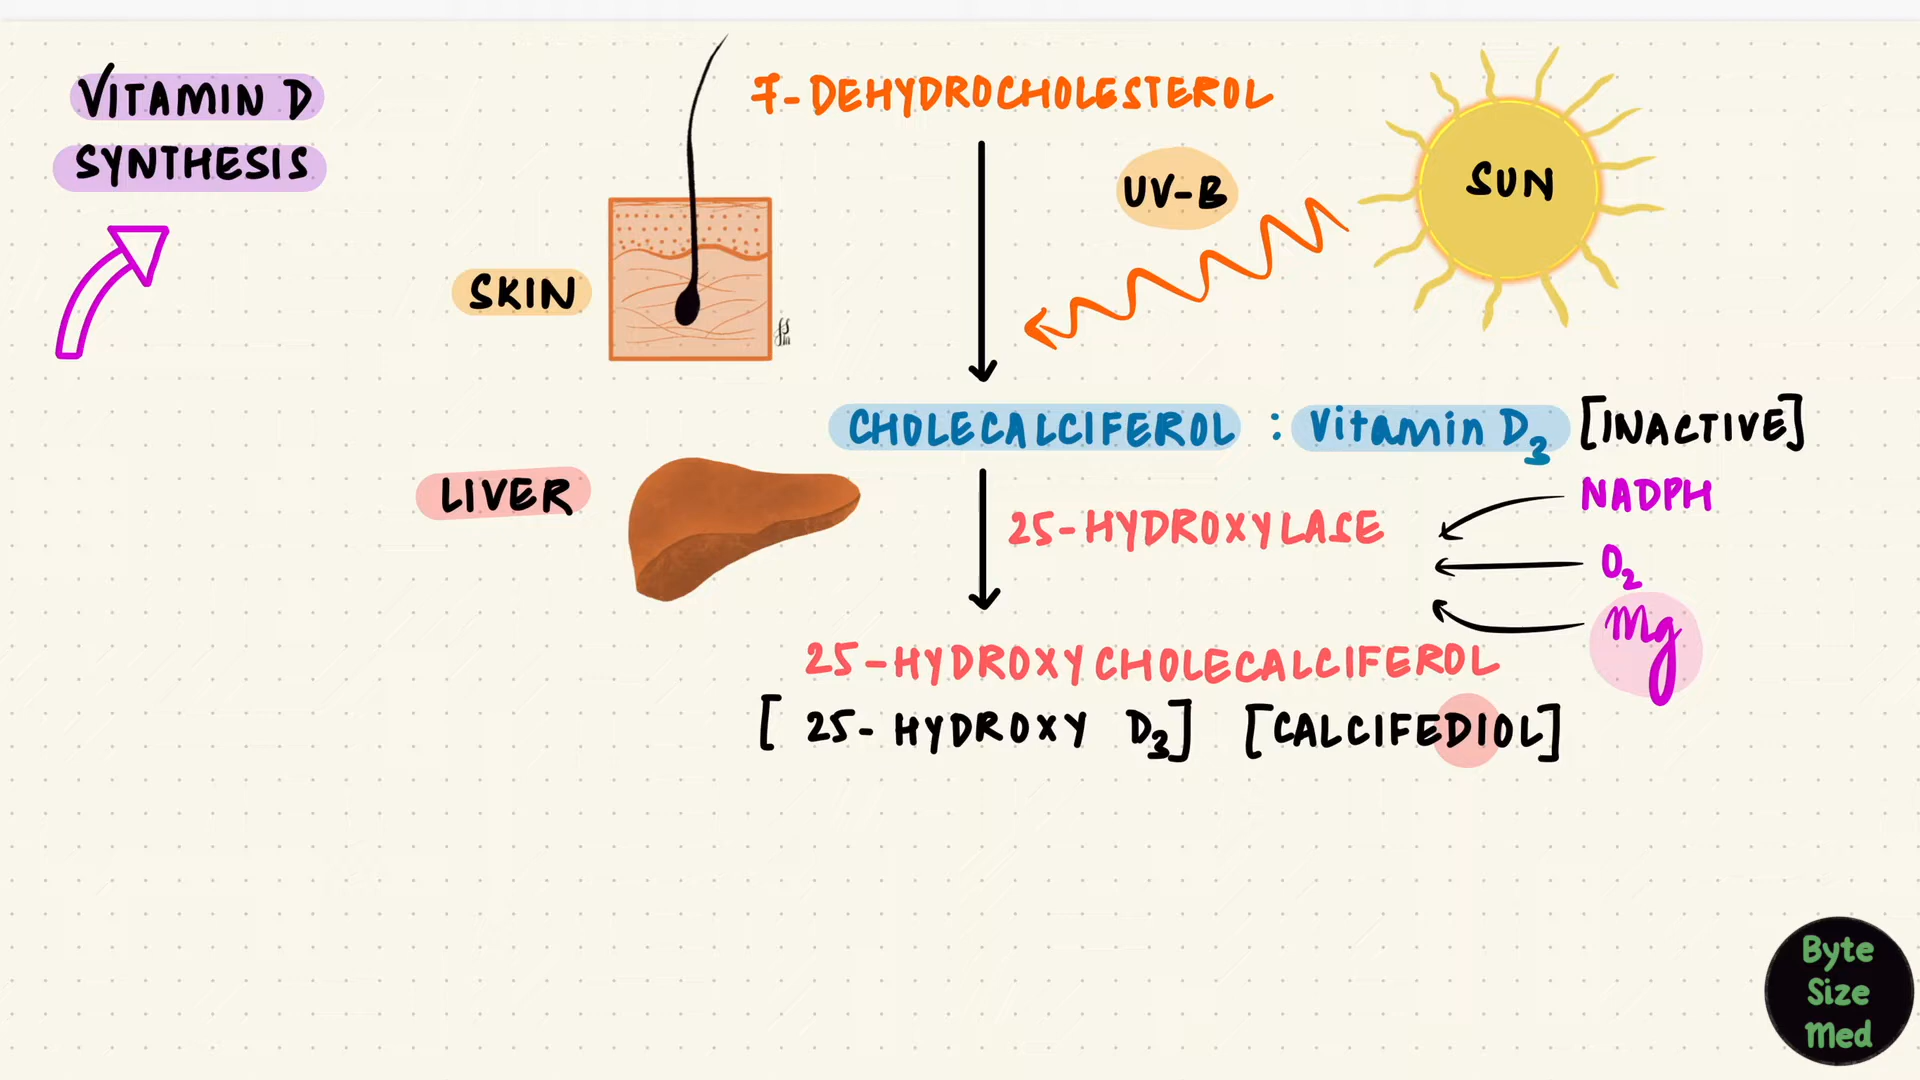 VITAMIN D
SYNTHESIS
7-DEHYDROCHOLESTEROL
UV-B
SUN
SKIN
CHOLECALCIFEROL : Vitamin D3 [INACTIVE]
LIVER
25-HYDROXYLASE
NADPH
O2
Mg
25-HYDROXYCHOLECALCIFEROL
[ 25- HYDROXY D3] [CALCIFEDIOL]
Byte
Size
Med